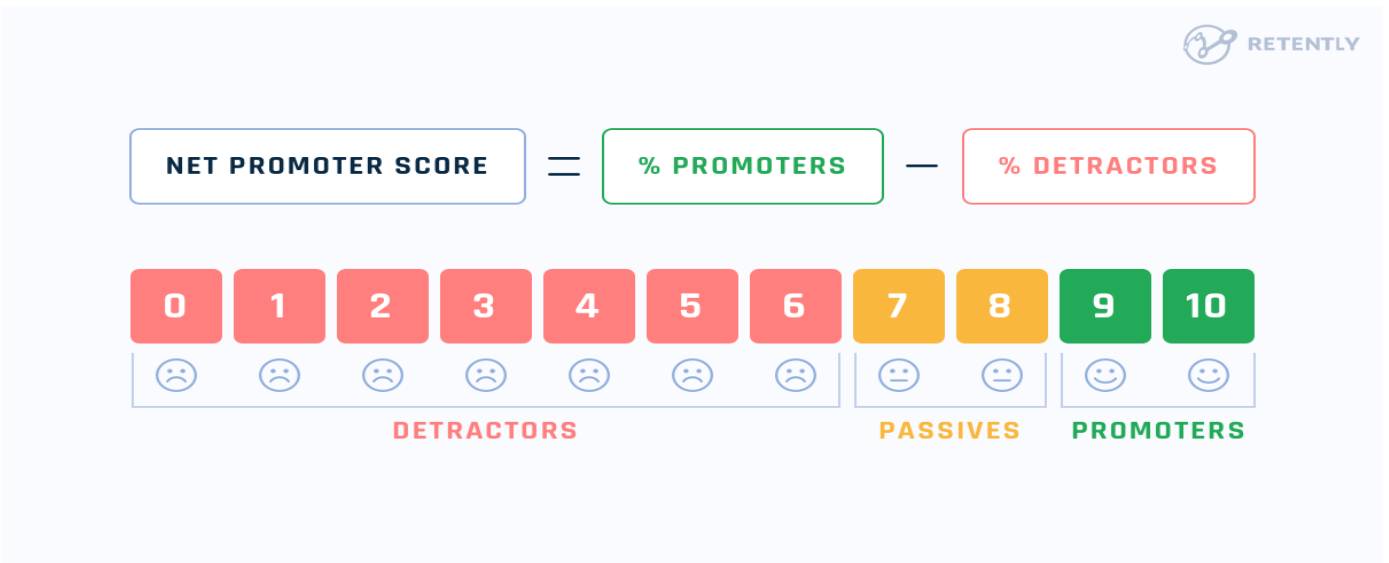 RETENTLY
NET PROMOTER SCORE = % PROMOTERS — % DETRACTORS
0 1 2 3 4 5 6 7 8 9 10
DETRACTORS PASSIVES PROMOTERS